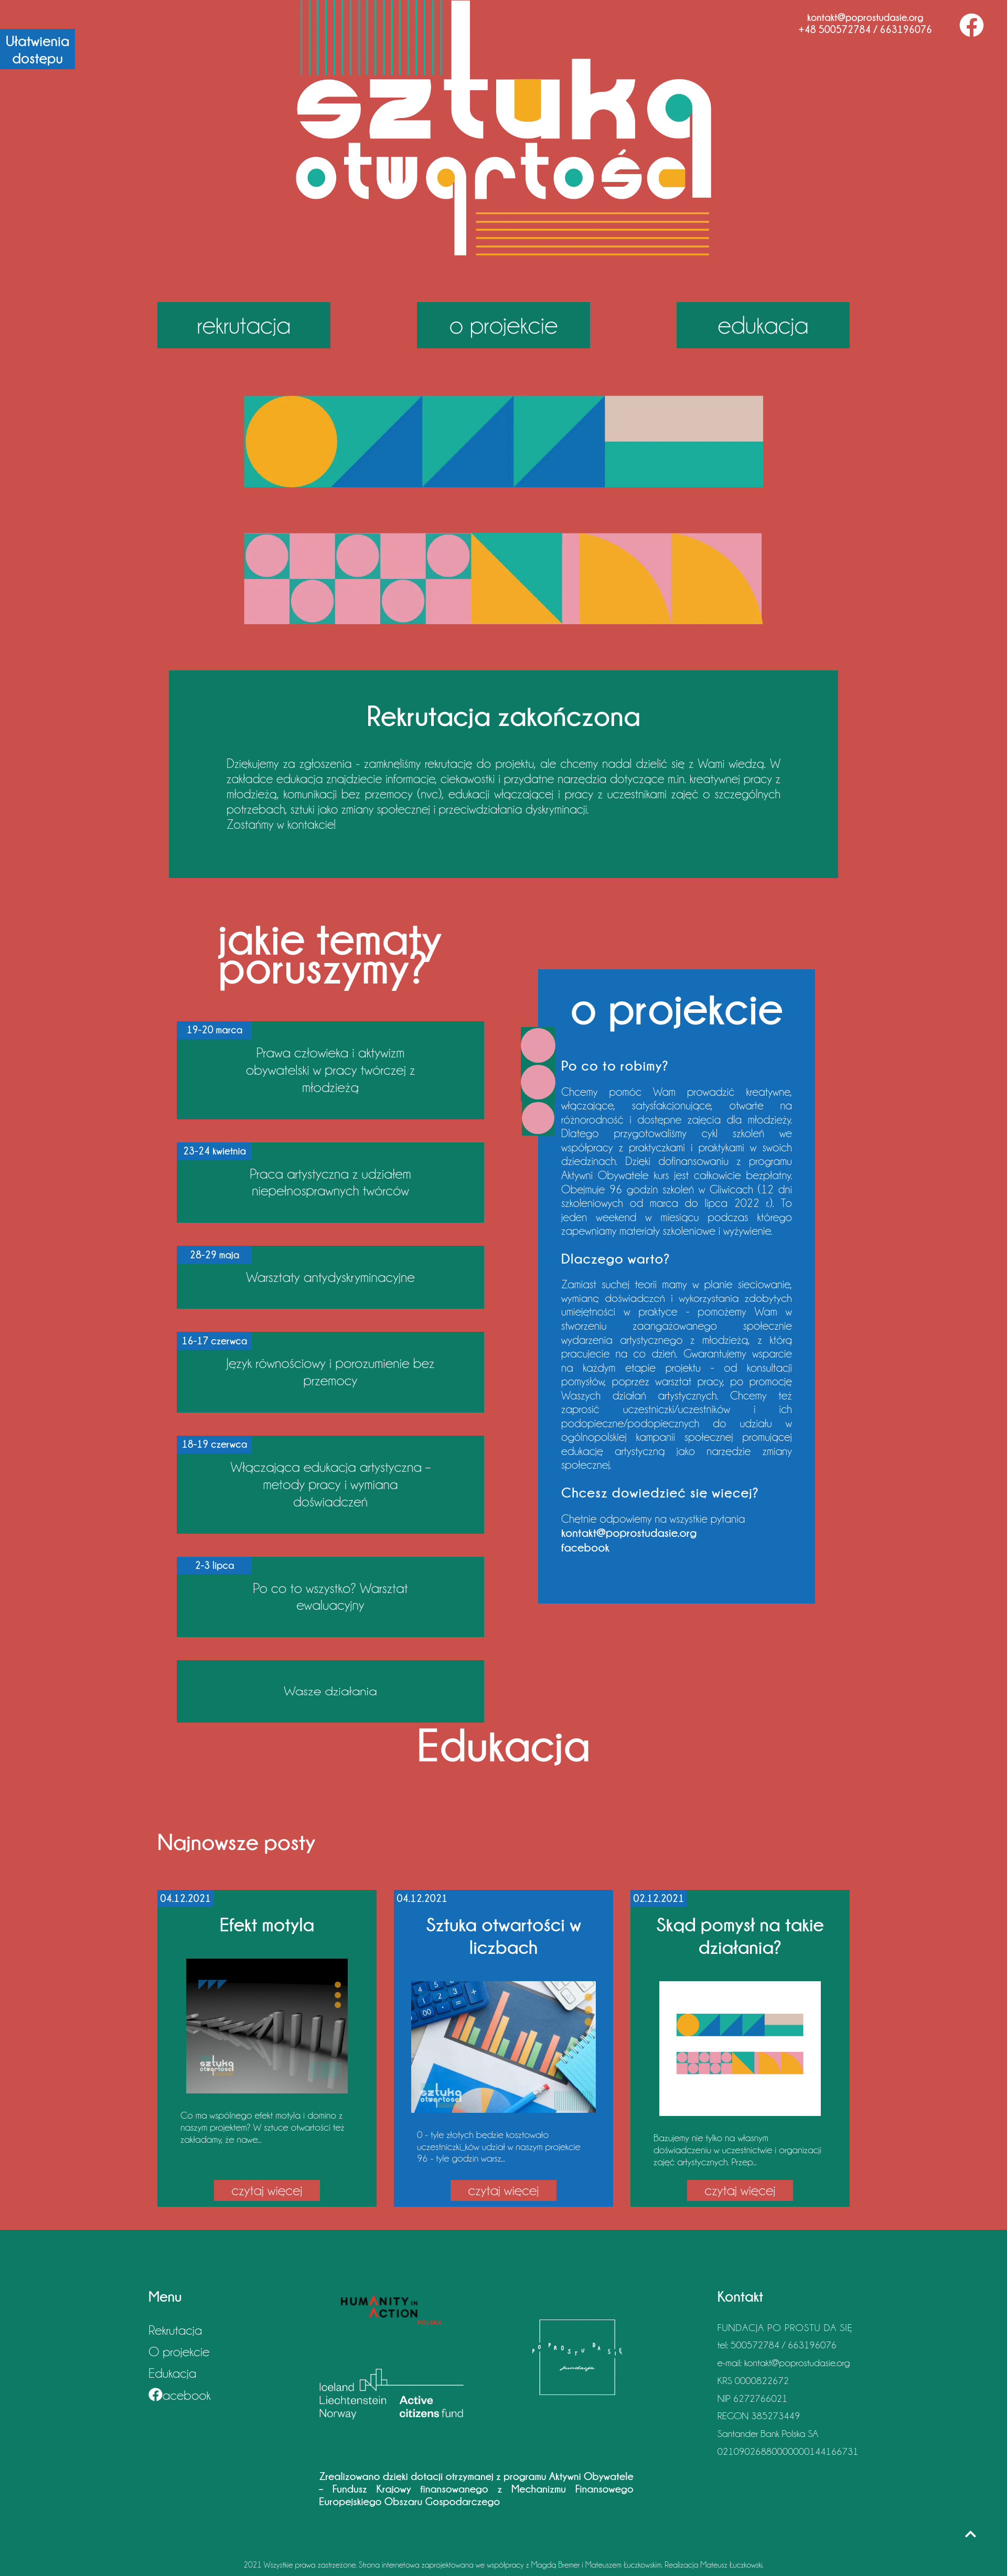 Ułatwienia
dostepu
kontakt@poprostudasie.org
+48 500572784 / 663196076
sztuka
otwartości
rekrutacja
o projekcie
edukacja
Rekrutacja zakończona
Dziękujemy za zgłoszenia - zamknęliśmy rekrutację do projektu, ale chcemy nadal dzielić się z Wami wiedzą. W
zakładce edukacja znajdziecie informacje, ciekawostki i przydatne narzędzia dotyczące m.in. kreatywnej pracy z
młodzieżą, komunikacji bez przemocy (nvc), edukacji włączającej i pracy z uczestnikami zajęć o szczególnych
potrzebach, sztuki jako zmiany społecznej i przeciwdziałania dyskryminacji.
Zostańmy w kontakcie!
jakie tematy
poruszymy?
19-20 marca
Prawa człowieka i aktywizm
obywatelski w pracy twórczej z
młodzieżą
23-24 kwietnia
Praca artystyczna z udziałem
niepełnosprawnych twórców
28-29 maja
Warsztaty antydyskryminacyjne
16-17 czerwca
Język równościowy i porozumienie bez
przemocy
18-19 czerwca
Włączająca edukacja artystyczna –
metody pracy i wymiana
doświadczeń
2-3 lipca
Po co to wszystko? Warsztat
ewaluacyjny
Wasze działania
o projekcie
Po co to robimy?
Chcemy pomóc Wam prowadzić kreatywne,
włączające, satysfakcjonujące, otwarte na
różnorodność i dostępne zajęcia dla młodzieży.
Dlatego przygotowaliśmy cykl szkoleń we
współpracy z praktyczkami i praktykami w swoich
dziedzinach. Dzięki dofinansowaniu z programu
Aktywni Obywatele kurs jest całkowicie bezpłatny.
Obejmuje 96 godzin szkoleń w Gliwicach (12 dni
szkoleniowych od marca do lipca 2022 r.). To
jeden weekend w miesiącu podczas którego
zapewniamy materiały szkoleniowe i wyżywienie.
Dlaczego warto?
Zamiast suchej teorii mamy w planie sieciowanie,
wymianę doświadczeń i wykorzystania zdobytych
umiejętności w praktyce - pomożemy Wam w
stworzeniu zaangażowanego społecznie
wydarzenia artystycznego z młodzieżą, z którą
pracujecie na co dzień. Gwarantujemy wsparcie
na każdym etapie projektu - od konsultacji
pomysłów, poprzez warsztat pracy, po promocję
Waszych działań artystycznych. Chcemy też
zaprosić uczestniczki/uczestników i ich
podopieczne/podopiecznych do udziału w
ogólnopolskiej kampanii społecznej promującej
edukację artystyczną jako narzędzie zmiany
społecznej.
Chcesz dowiedzieć się więcej?
Chętnie odpowiemy na wszystkie pytania
kontakt@poprostudasie.org
facebook
Edukacja
Najnowsze posty
04.12.2021
Efekt motyla
sztuka
otwartości
Co ma wspólnego efekt motyla i domino z
naszym projektem? W sztuce otwartości też
zakładamy, że nawe...
czytaj więcej
04.12.2021
Sztuka otwartości w
liczbach
sztuka
otwartości
0 - tyle złotych będzie kosztowało
uczestniczki_ków udział w naszym projekcie
96 - tyle godzin warsz...
czytaj więcej
02.12.2021
Skąd pomysł na takie
działania?
Bazujemy nie tylko na własnym
doświadczeniu w uczestnictwie i organizacji
zajęć artystycznych. Przep...
czytaj więcej
Menu
Rekrutacja
O projekcie
Edukacja
acebook
HUMANITY IN
ACTION
POLSKA
PO PROSTU DA SIĘ
fundacja
Iceland
Liechtenstein Active
Norway citizens fund
Zrealizowano dzięki dotacji otrzymanej z programu Aktywni Obywatele
– Fundusz Krajowy finansowanego z Mechanizmu Finansowego
Europejskiego Obszaru Gospodarczego
Kontakt
FUNDACJA PO PROSTU DA SIĘ
tel: 500572784 / 663196076
e-mail: kontakt@poprostudasie.org
KRS 0000822672
NIP 6272766021
REGON 385273449
Santander Bank Polska SA
02109026880000000144166731
2021 Wszystkie prawa zastrzeżone. Strona internetowa zaprojektowana we współpracy z Magdą Bremer i Mateuszem Łuczkowskim. Realizacja Mateusz Łuczkowski